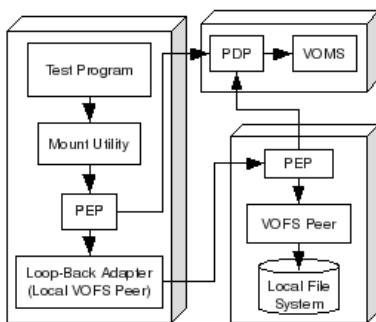 Test Program
Mount Utility
PEP
Loop-Back Adapter
(Local VOFS Peer)
PDP
VOMS
PEP
VOFS Peer
Local File
System